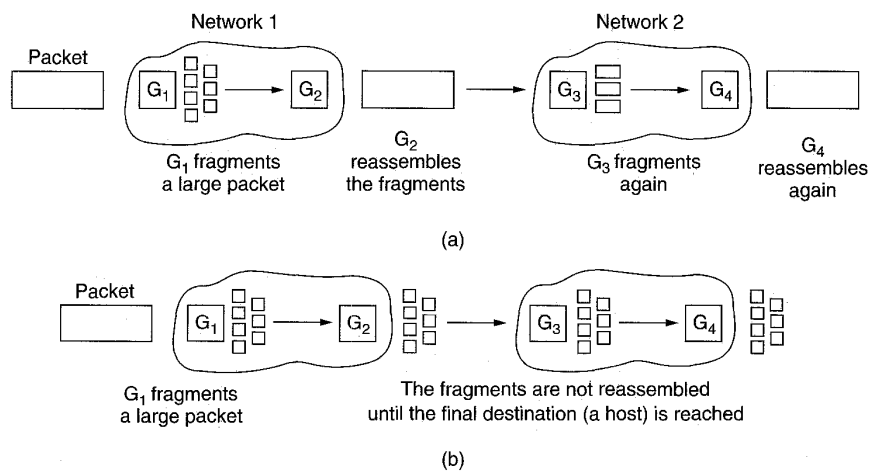 Network 1
Network 2
Packet
G1
G2
G3
G4
G1 fragments
a large packet
G2
reassembles
the fragments
G3 fragments
again
G4
reassembles
again
(a)
Packet
G1
G2
G3
G4
G1 fragments
a large packet
The fragments are not reassembled
until the final destination (a host) is reached
(b)